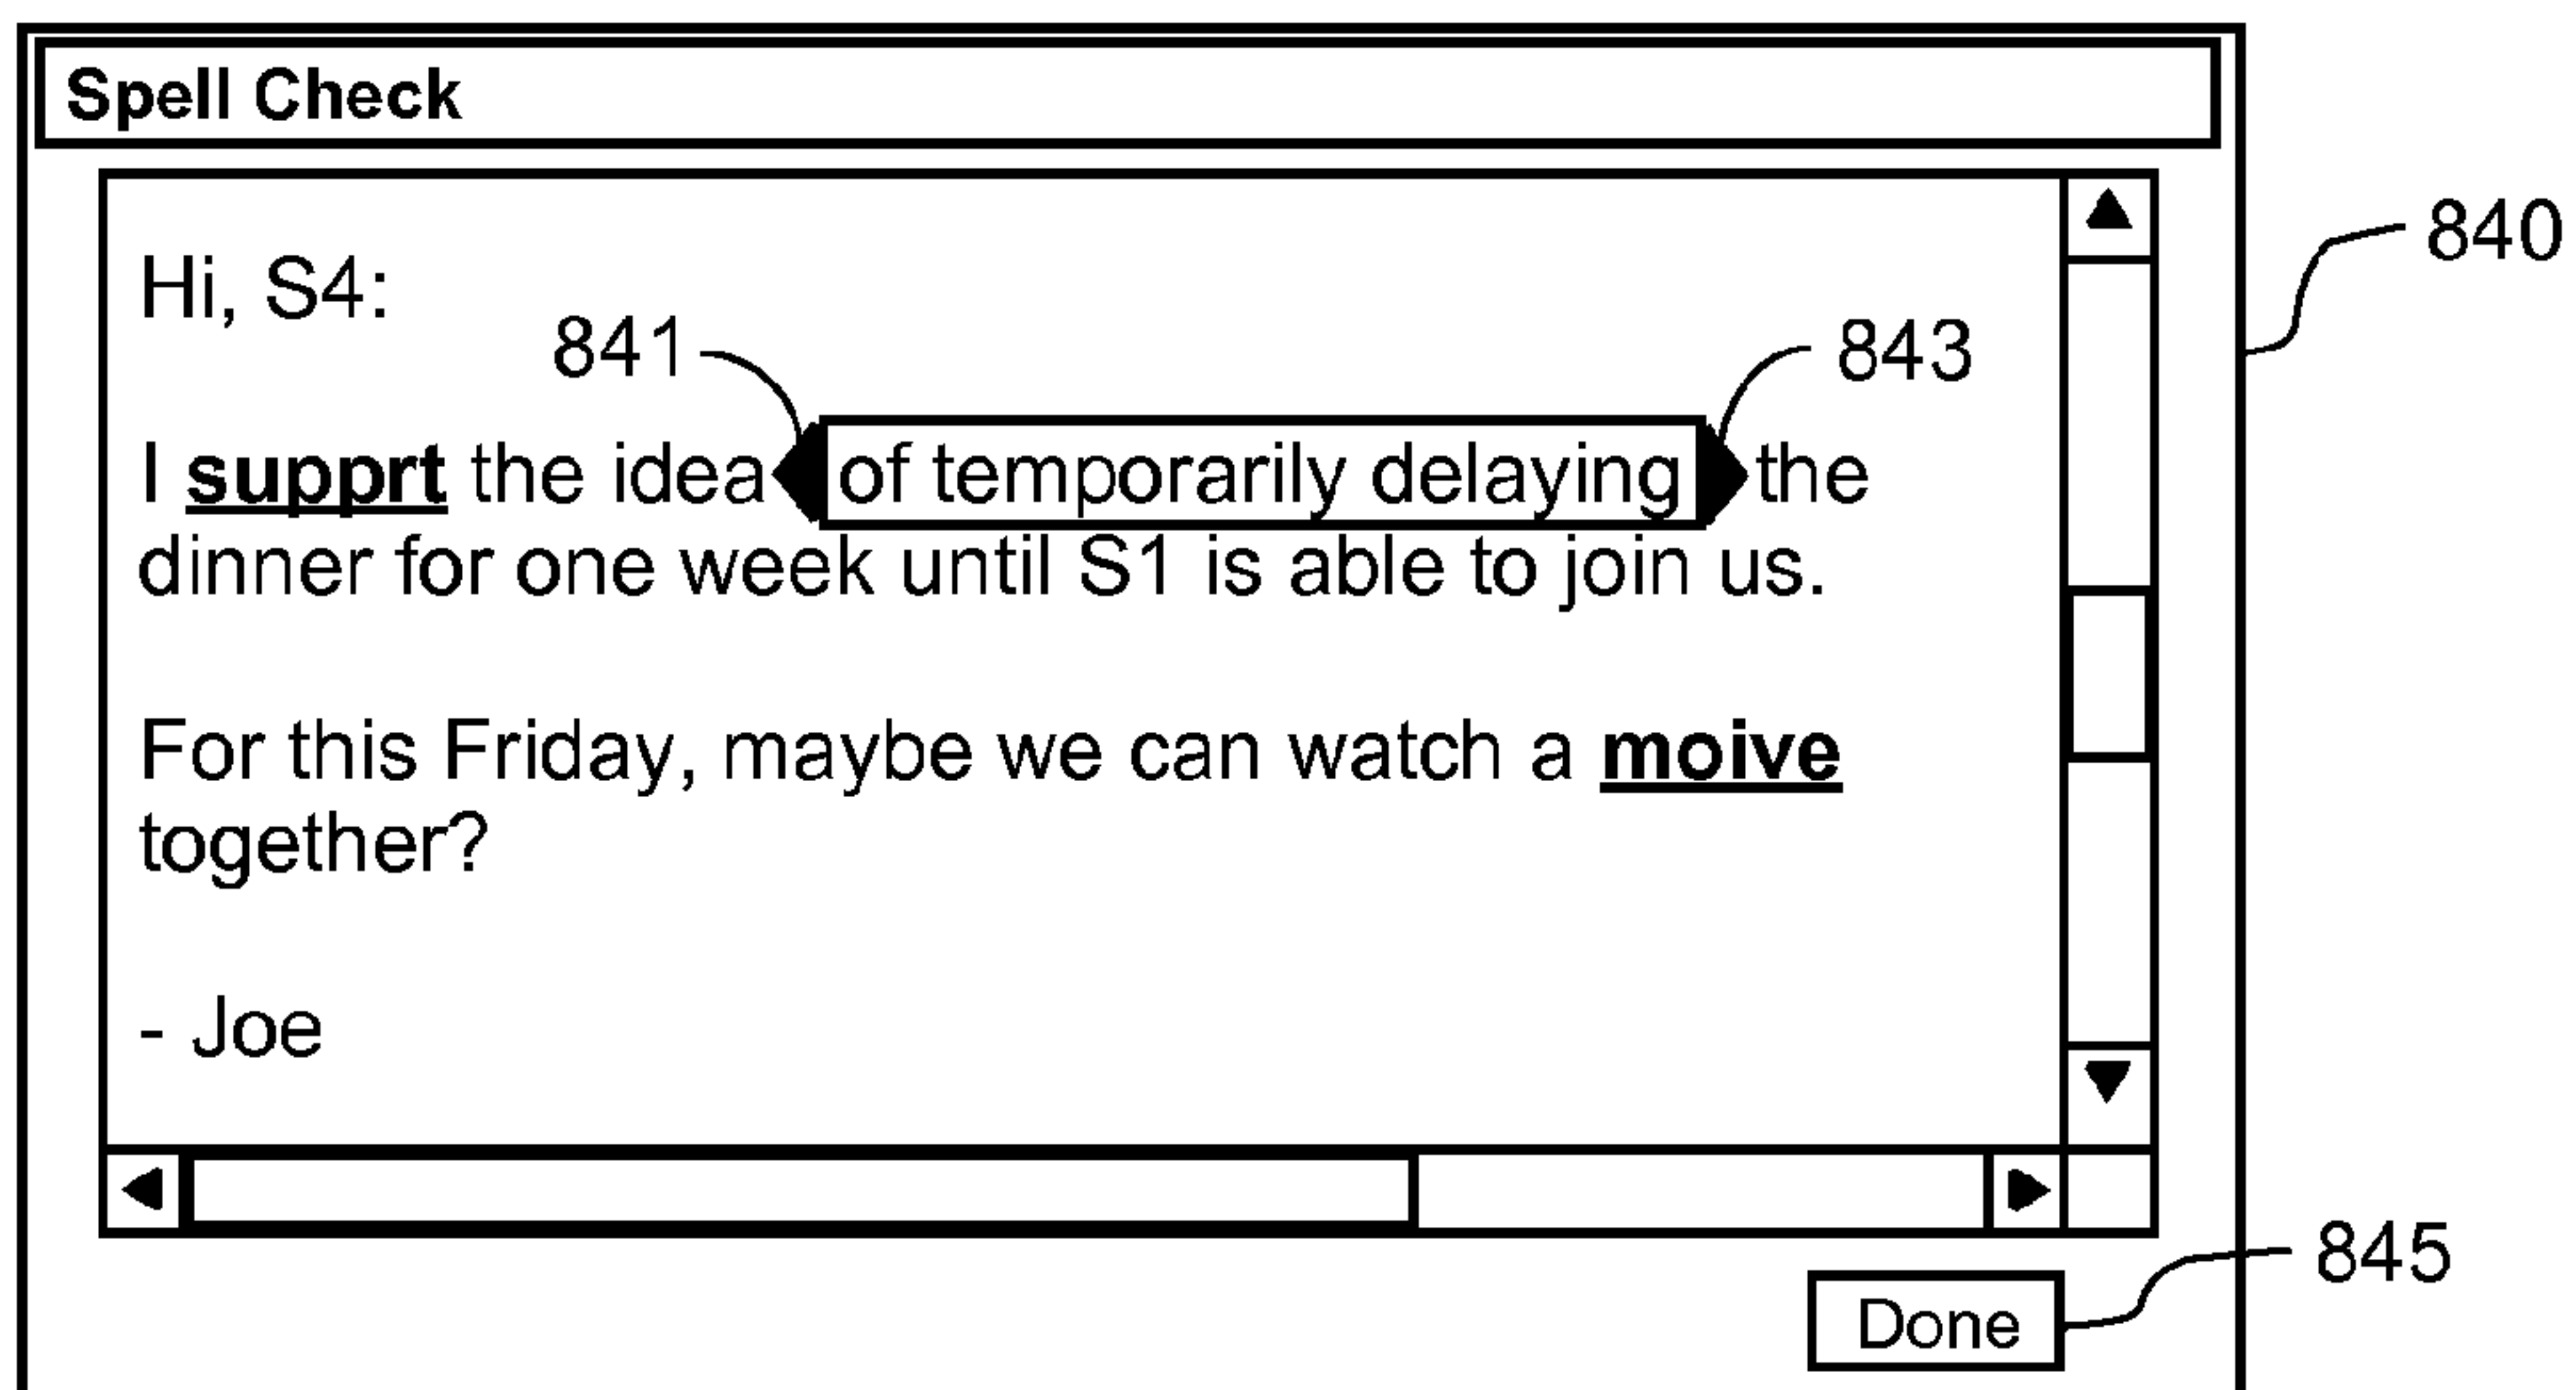 Spell Check
840
Hi, S4:
841
843
I supprt the idea of temporarily delaying the
dinner for one week until S1 is able to join us.
For this Friday, maybe we can watch a moive
together?
- Joe
845
Done